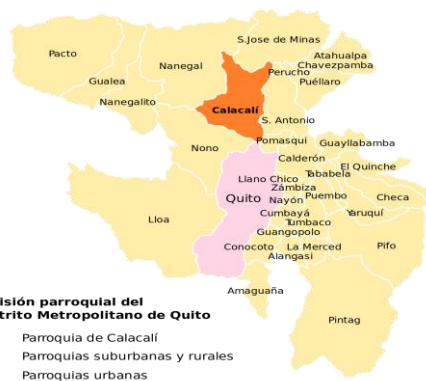 S.Jose de Minas
Pacto
Nanegal
Atahualpa
Chavezpamba
Perucho
Gualea
Puéllaro
Nanegalito
Calacalí
S. Antonio
Pomasqui
Guayllabamba
Nono
Calderón
El Quinche
Llano Chico
Tababela
Zámbiza
Quito
Nayón
Puembo
Checa
Lloa
Cumbayá
Yaruquí
Tumbaco
Guangopolo
Conocoto
La Merced
Pifo
Alangasi
Amaguaña
Pintag
isión parroquial del
trito Metropolitano de Quito
Parroquia de Calacalí
Parroquias suburbanas y rurales
Parroquias urbanas